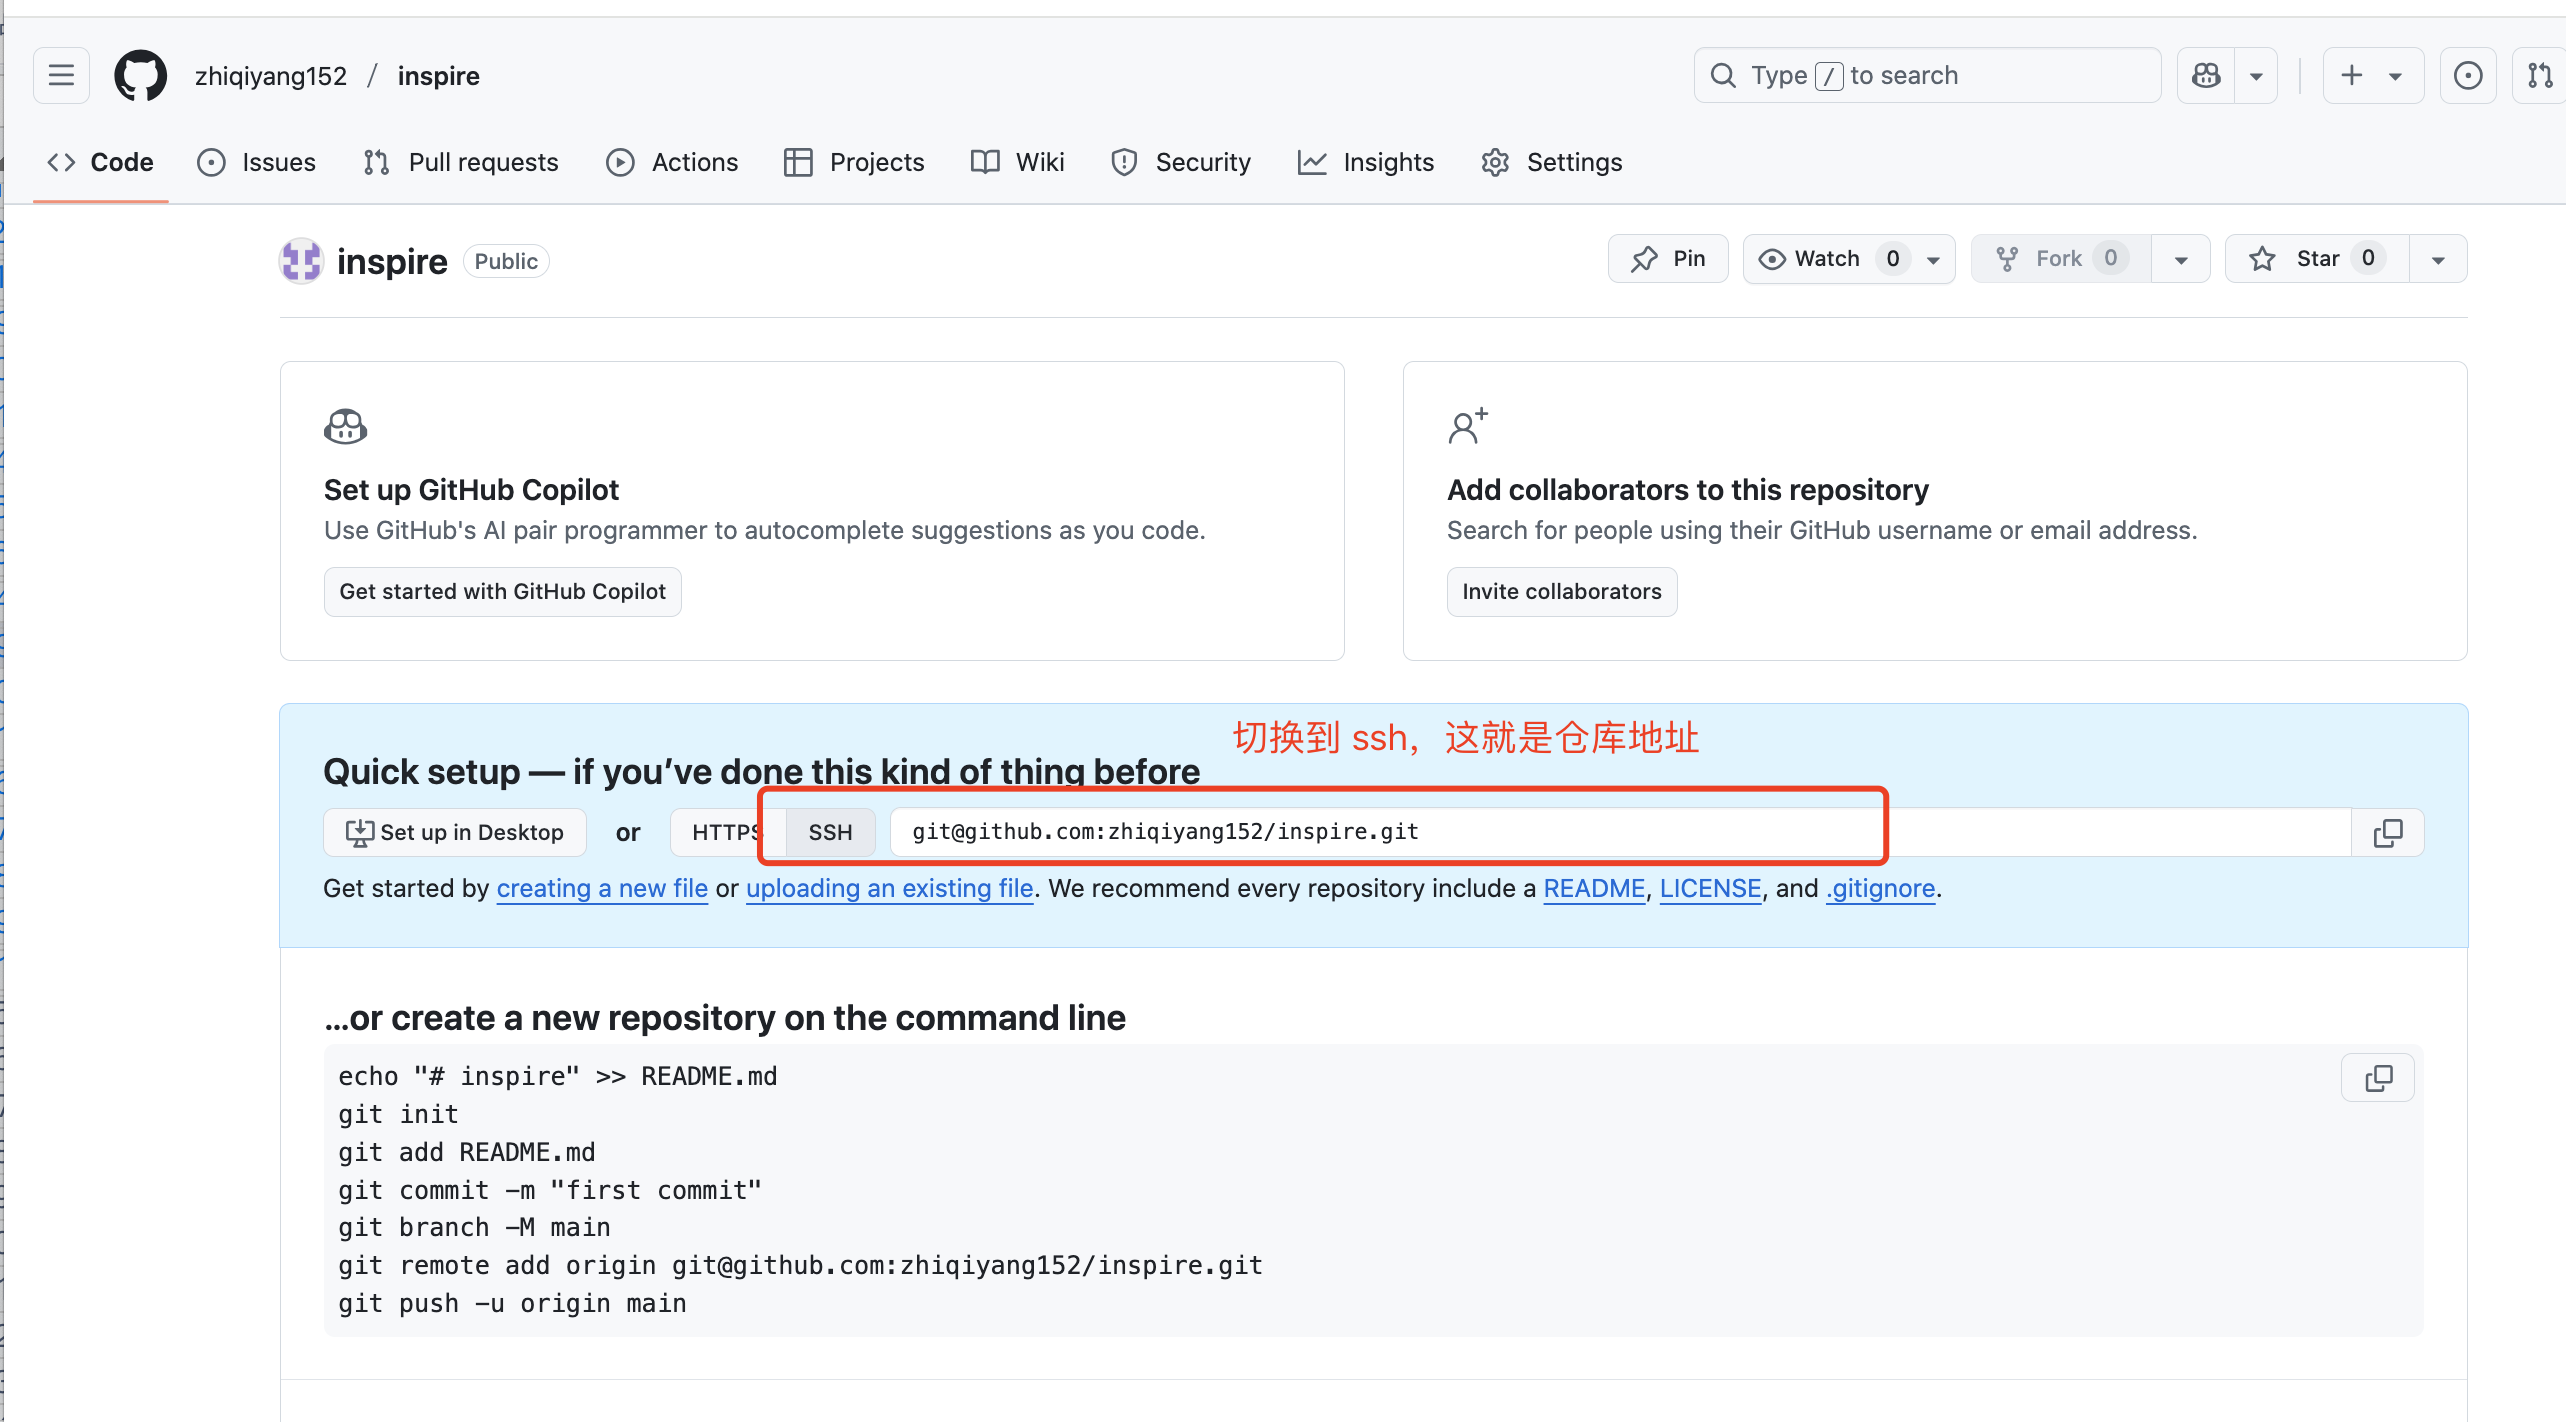 zhiqiyang152 / inspire
Type / to search
Code Issues Pull requests Actions Projects Wiki Security Insights Settings
inspire Public
Pin Watch 0 Fork 0 Star 0
Set up GitHub Copilot
Use GitHub's AI pair programmer to autocomplete suggestions as you code.
Get started with GitHub Copilot
Add collaborators to this repository
Search for people using their GitHub username or email address.
Invite collaborators
切换到 ssh，这就是仓库地址
Quick setup — if you’ve done this kind of thing before
Set up in Desktop or HTTPS SSH git@github.com:zhiqiyang152/inspire.git
Get started by creating a new file or uploading an existing file. We recommend every repository include a README, LICENSE, and .gitignore.
…or create a new repository on the command line
echo "# inspire" >> README.md
git init
git add README.md
git commit -m "first commit"
git branch -M main
git remote add origin git@github.com:zhiqiyang152/inspire.git
git push -u origin main